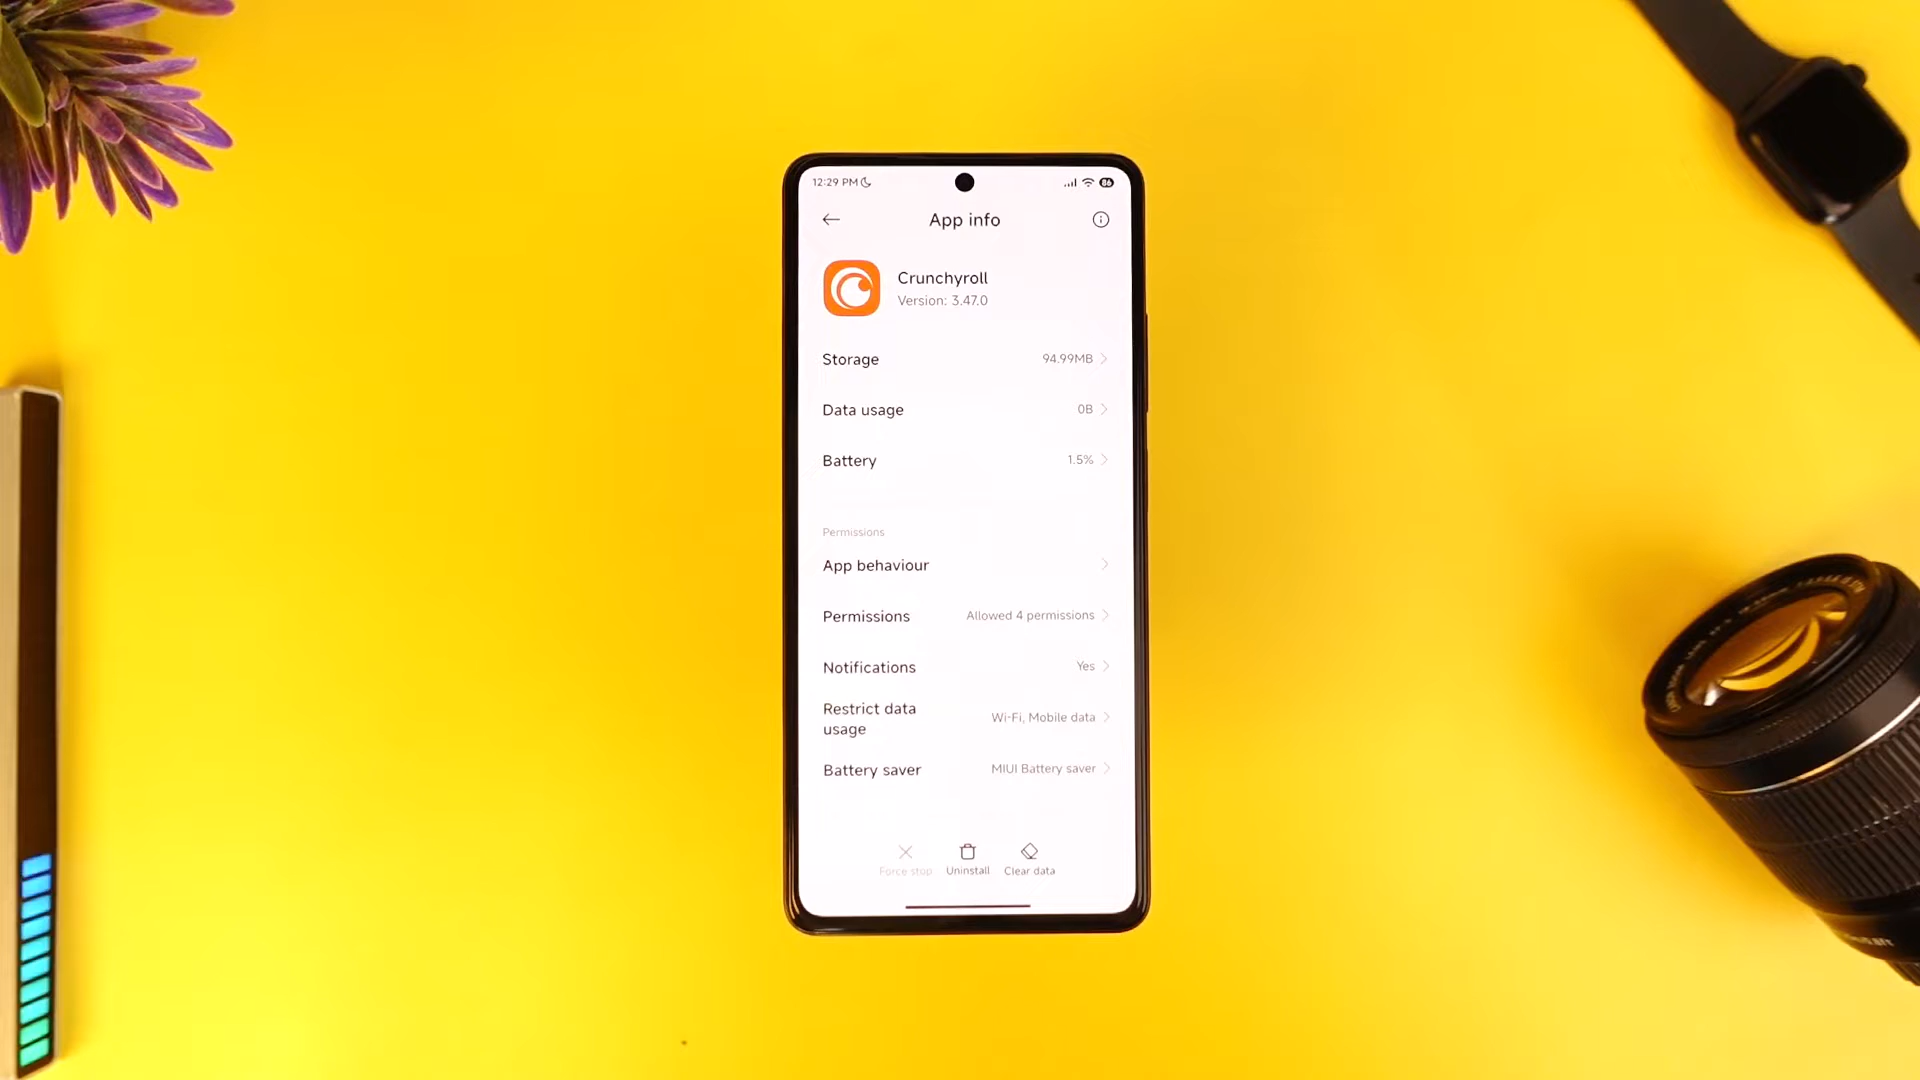 12:29 PM
86
App info
Crunchyroll
Version: 3.47.0
Storage 94.99MB
Data usage 0B
Battery 1.5%
Permissions
App behaviour
Permissions Allowed 4 permissions
Notifications Yes
Restrict data
usage
Wi-Fi, Mobile data
Battery saver MIUI Battery saver
Force stop Uninstall Clear data